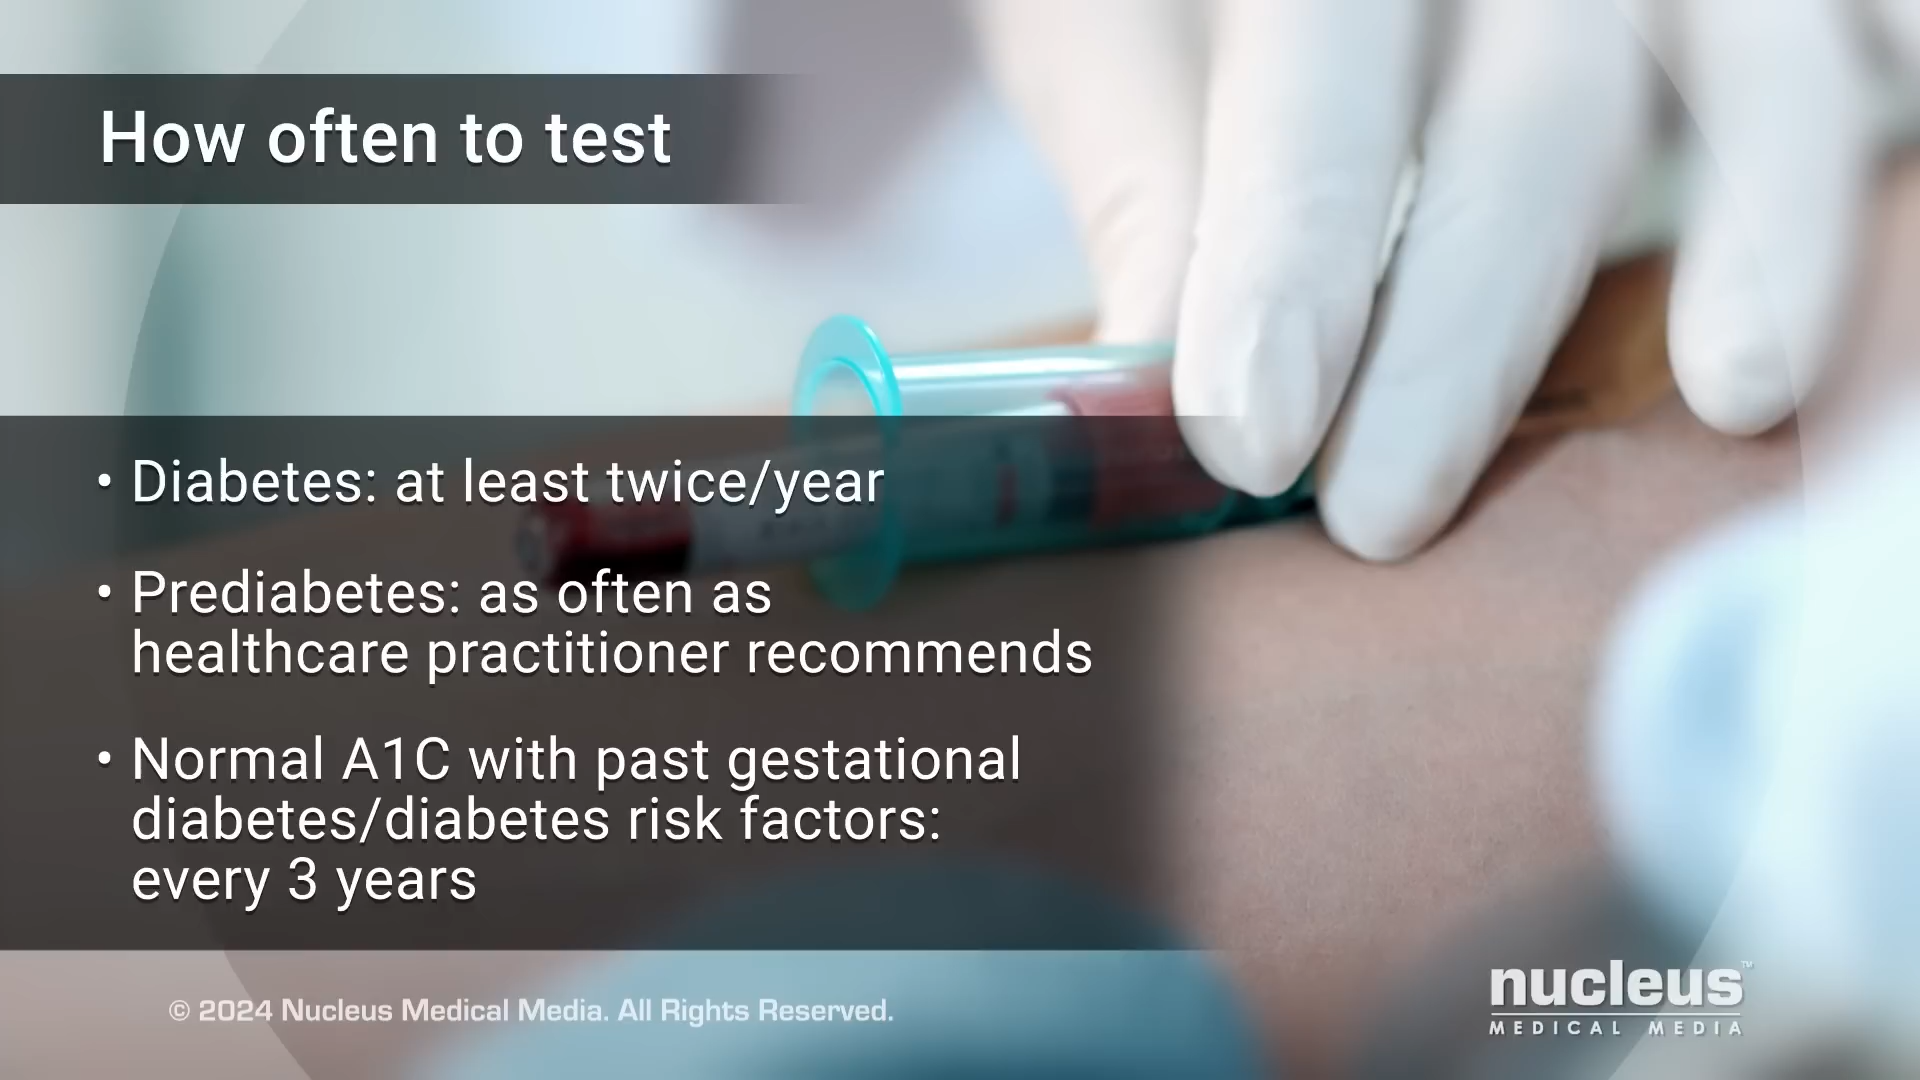 How often to test
• Diabetes: at least twice/year
• Prediabetes: as often as
healthcare practitioner recommends
• Normal A1C with past gestational
diabetes/diabetes risk factors:
every 3 years
© 2024 Nucleus Medical Media. All Rights Reserved.
nucleus™
MEDICAL MEDIA